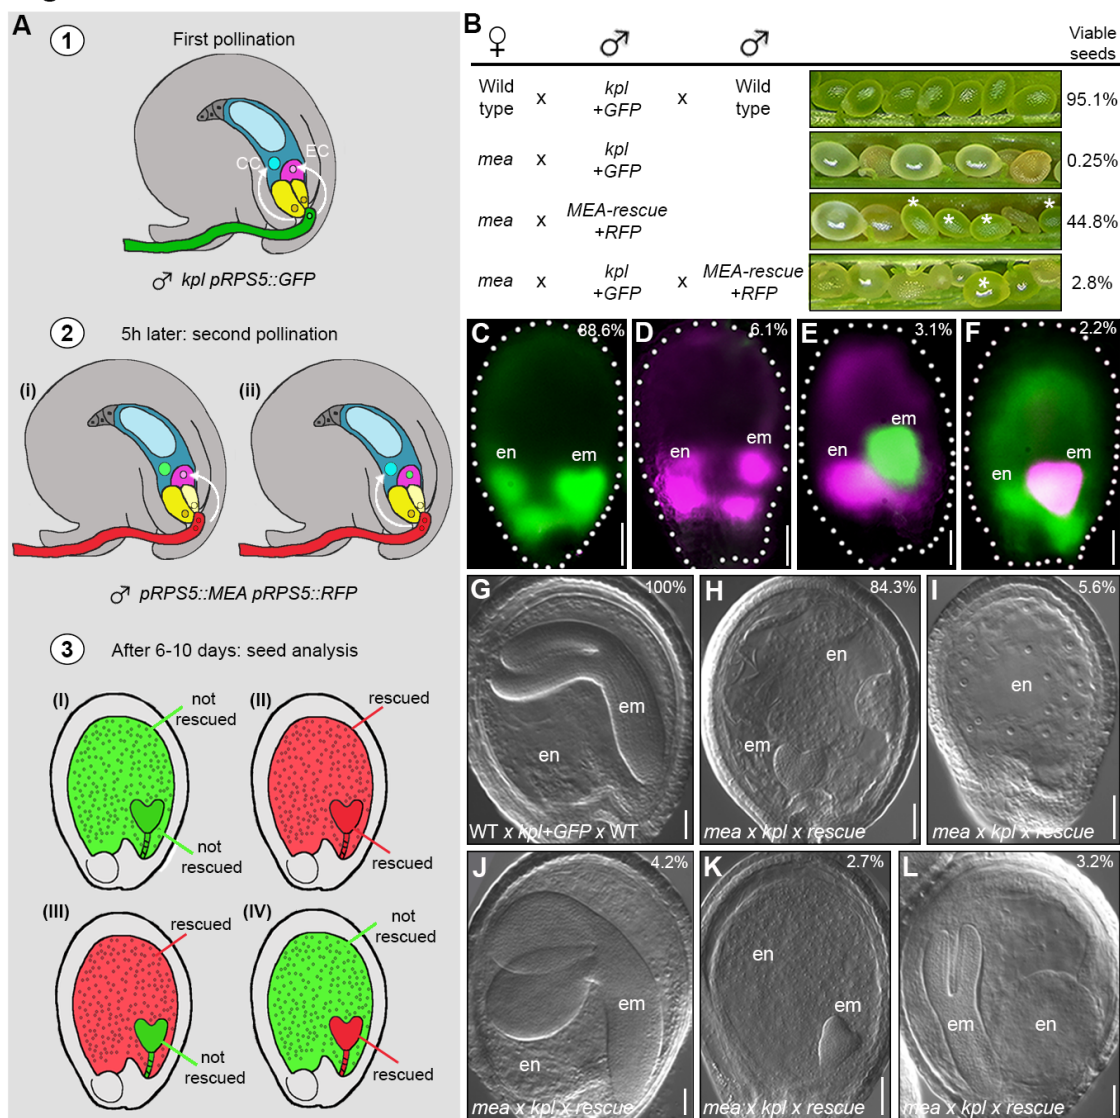 A
1
First pollination
CC
EC
♂ kpl pRPS5::GFP
2
5h later: second pollination
(i)
(ii)
♂ pRPS5::MEA pRPS5::RFP
3
After 6-10 days: seed analysis
(I)
not
rescued
(II)
rescued
not
rescued
rescued
(III)
rescued
(IV)
not
rescued
not
rescued
rescued
B
♀ ♂ ♂ Viable
seeds
Wild
type x kpl
+GFP x Wild
type 95.1%
mea x kpl
+GFP 0.25%
mea x MEA-rescue
+RFP 44.8%
* * * *
mea x kpl
+GFP x MEA-rescue
+RFP 2.8%
*
C 88.6%
en em
D 6.1%
en em
E 3.1%
en em
F 2.2%
en em
G 100%
em
en
WT x kpl+GFP x WT
H 84.3%
en
em
mea x kpl x rescue
I 5.6%
en
mea x kpl x rescue
J 4.2%
em
en
mea x kpl x rescue
K 2.7%
en
em
mea x kpl x rescue
L 3.2%
em en
mea x kpl x rescue